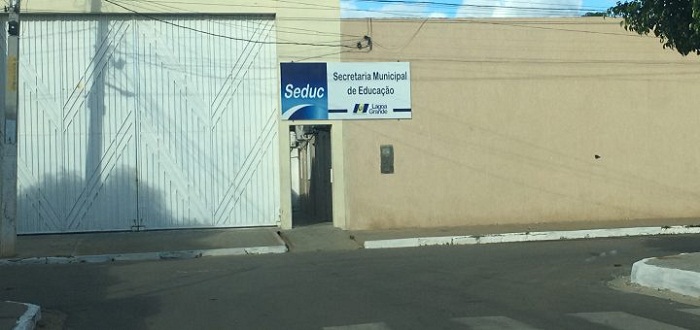 Seduc
Secretaria Municipal
de Educação
Lagoa
Grande